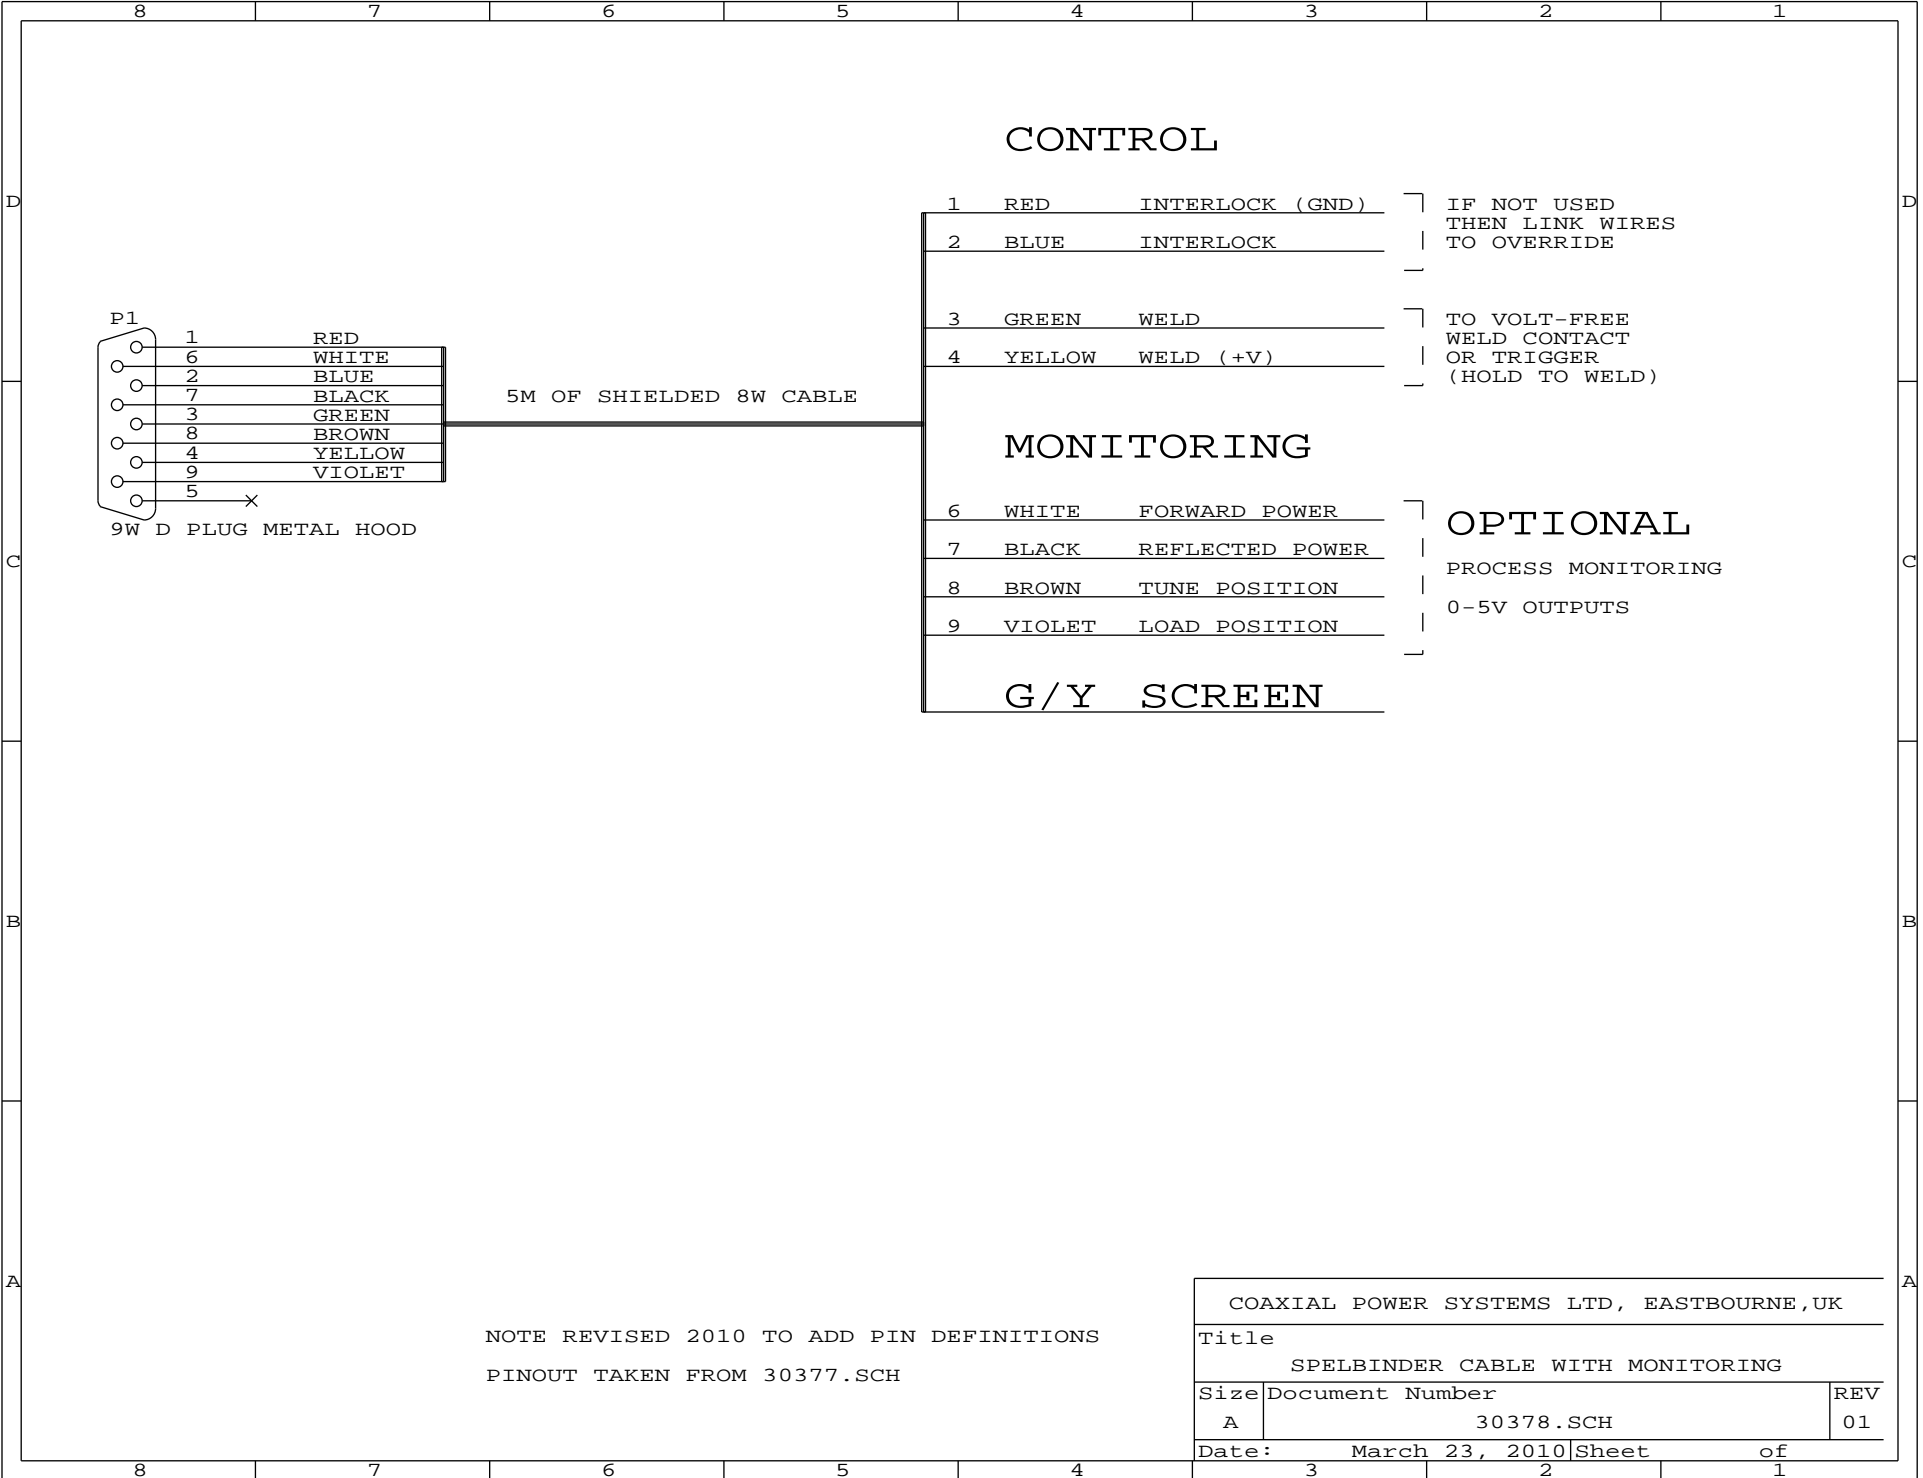 8 7 6 5 4 3 2 1
CONTROL
D D
1 RED INTERLOCK (GND)
2 BLUE INTERLOCK
IF NOT USED
THEN LINK WIRES
TO OVERRIDE
3 GREEN WELD
4 YELLOW WELD (+V)
TO VOLT-FREE
WELD CONTACT
OR TRIGGER
(HOLD TO WELD)
P1
1 RED
6 WHITE
2 BLUE
7 BLACK
3 GREEN
8 BROWN
4 YELLOW
9 VIOLET
5
9W D PLUG METAL HOOD
5M OF SHIELDED 8W CABLE
MONITORING
6 WHITE FORWARD POWER
7 BLACK REFLECTED POWER
8 BROWN TUNE POSITION
9 VIOLET LOAD POSITION
OPTIONAL
PROCESS MONITORING
0-5V OUTPUTS
C C
G/Y SCREEN
B B
A A
NOTE REVISED 2010 TO ADD PIN DEFINITIONS
PINOUT TAKEN FROM 30377.SCH
COAXIAL POWER SYSTEMS LTD, EASTBOURNE,UK
Title
SPELBINDER CABLE WITH MONITORING
Size Document Number REV
A 30378.SCH 01
Date: March 23, 2010 Sheet of
8 7 6 5 4 3 2 1